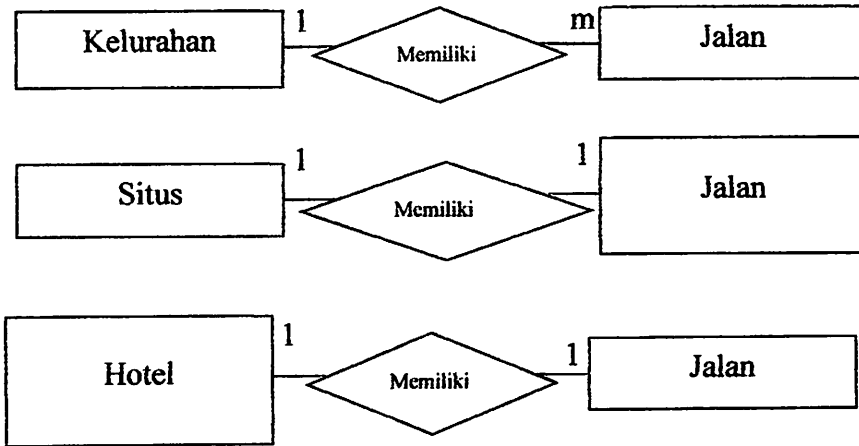 Kelurahan 1 Memiliki m Jalan
Situs 1 Memiliki 1 Jalan
Hotel 1 Memiliki 1 Jalan